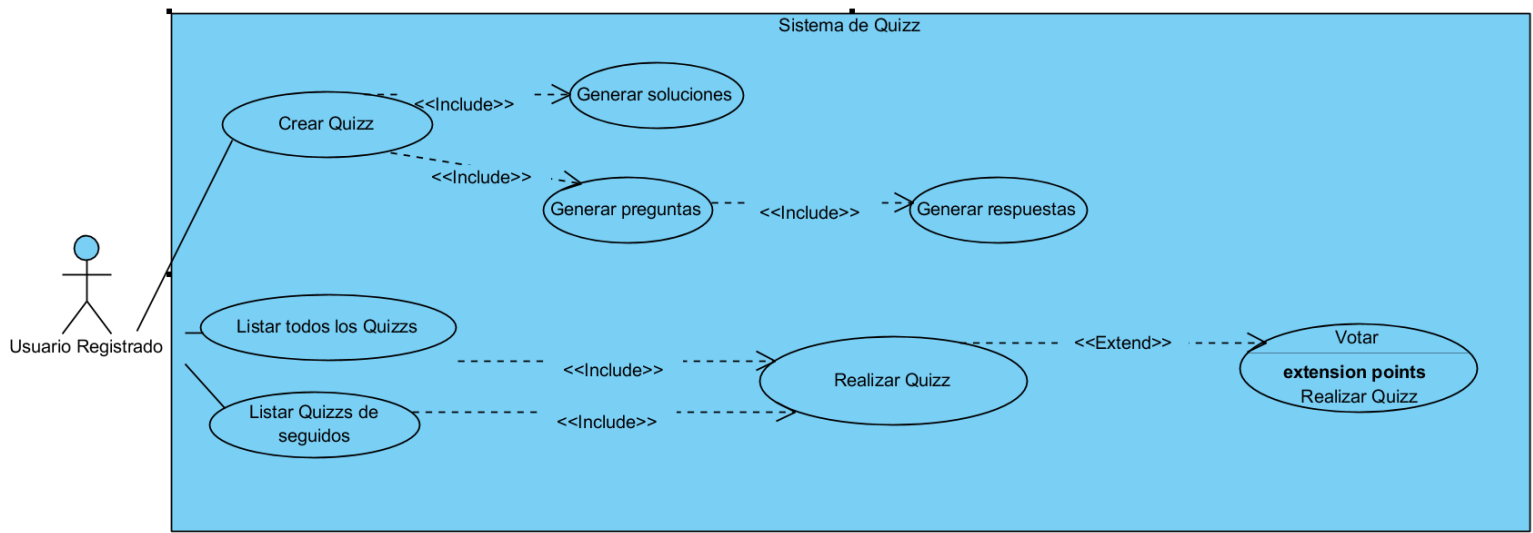 Sistema de Quizz
Generar soluciones
<<Include>>
Crear Quizz
<<Include>>
Generar preguntas
<<Include>>
Generar respuestas
Usuario Registrado
Listar todos los Quizzs
<<Include>>
Realizar Quizz
<<Extend>>
Votar
extension points
Realizar Quizz
Listar Quizzs de
seguidos
<<Include>>